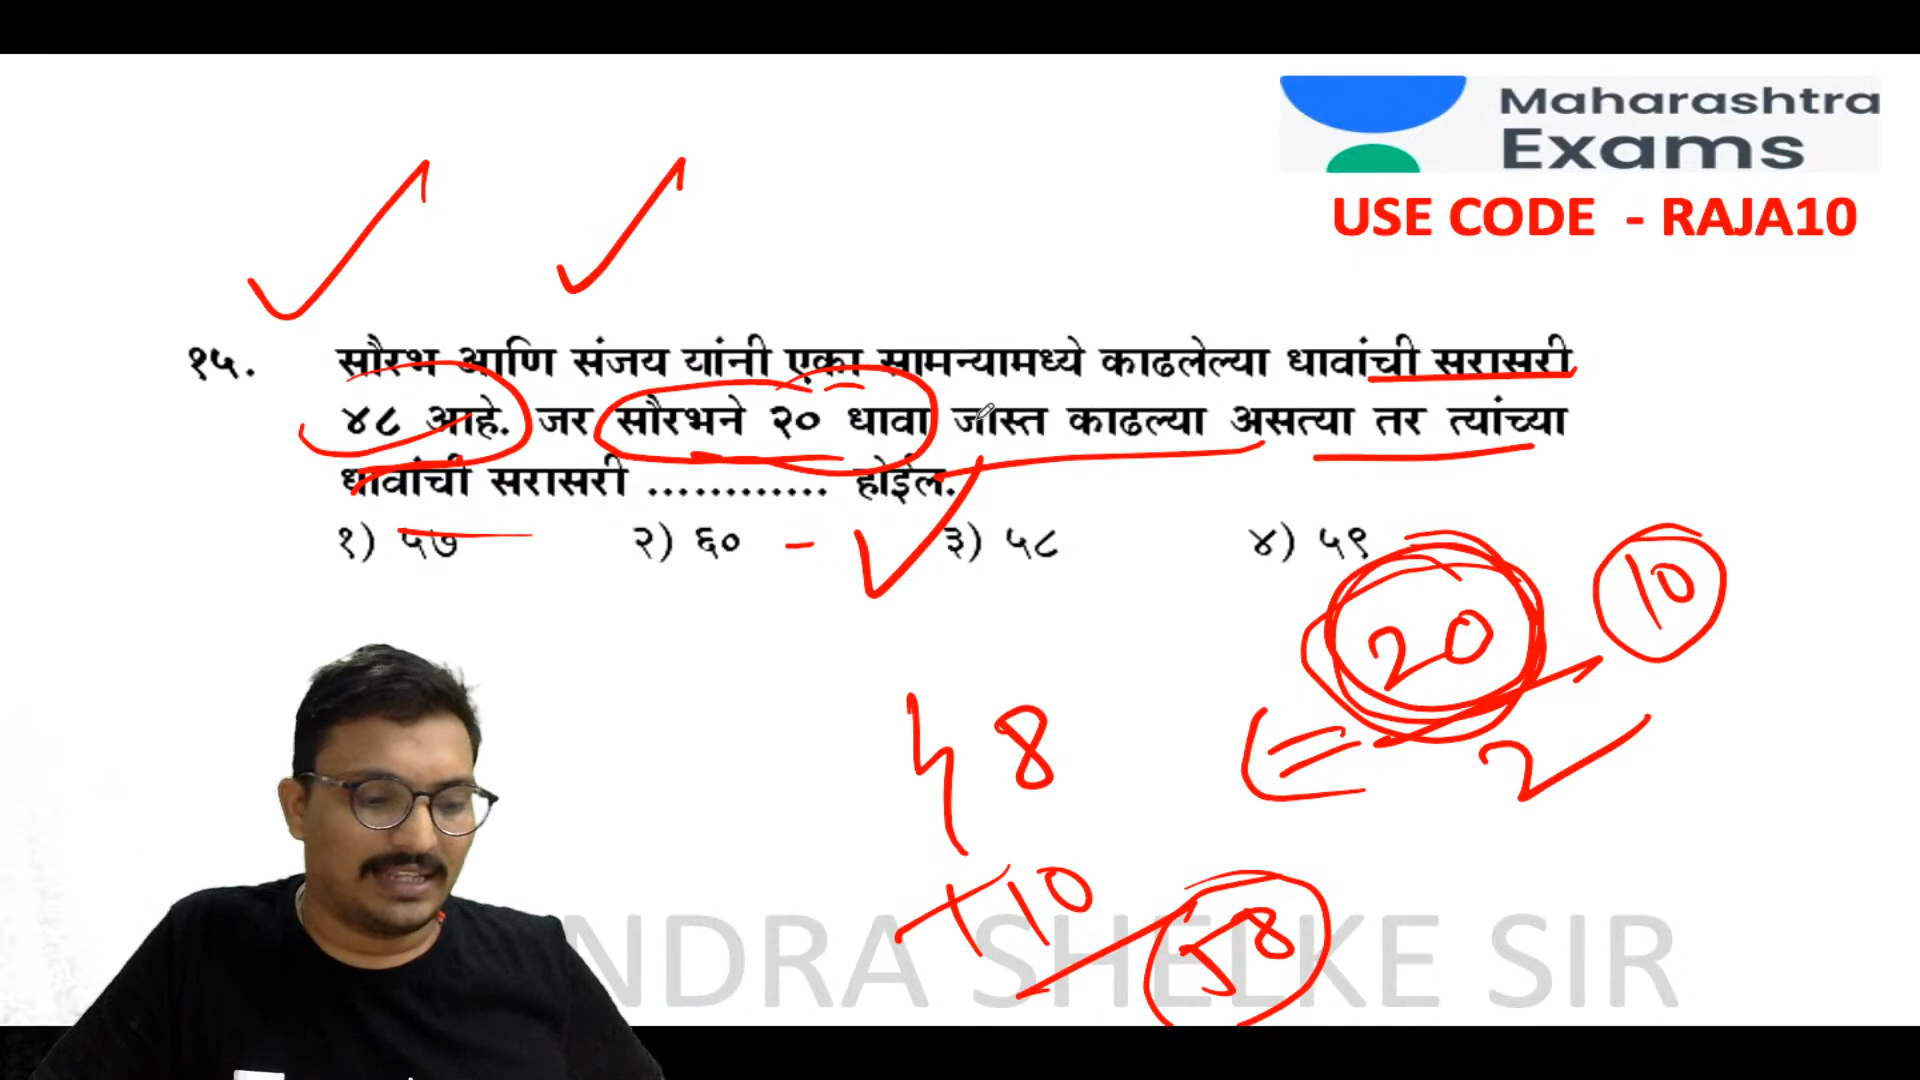 Maharashtra
Exams
USE CODE - RAJA10
१५. सौरभ आणि संजय यांनी एका सामन्यामध्ये काढलेल्या धावांची सरासरी
४८ आहे. जर सौरभने २० धावा जास्त काढल्या असत्या तर त्यांच्या
धावांची सरासरी ............ होईल.
१) ५७ २) ६० ३) ५८ ४) ५९
20 10
2
48
+10
58
NDRA SHELKE SIR